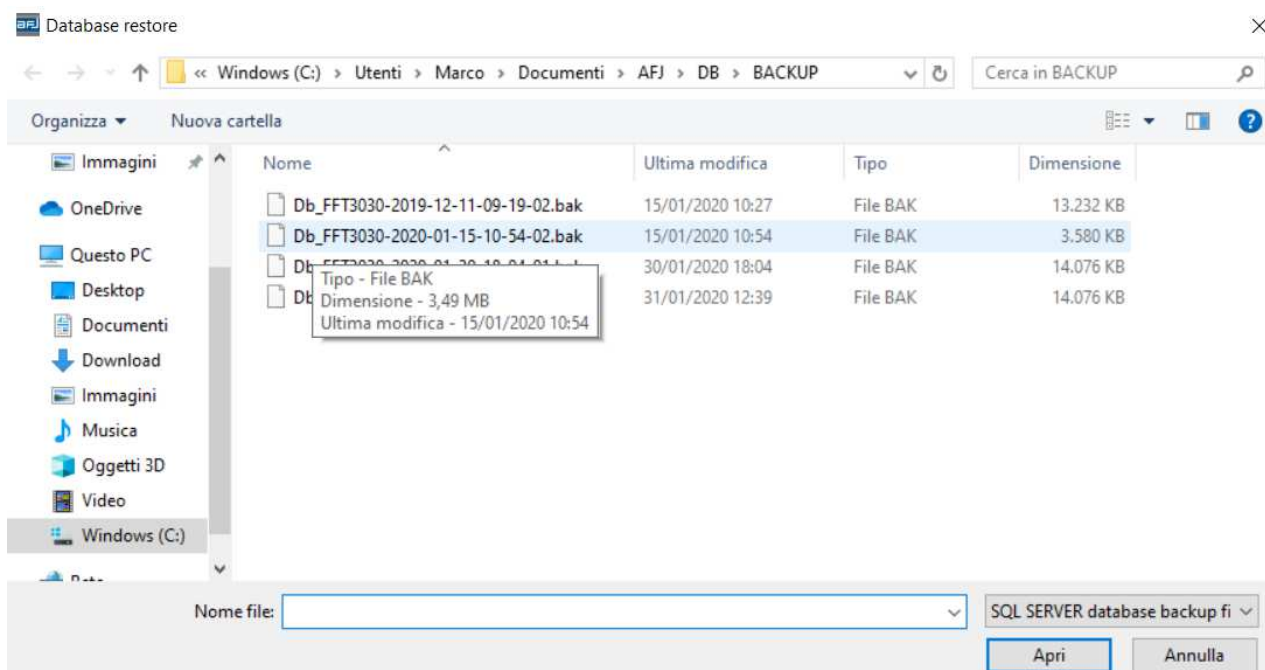 Database restore
« Windows (C:) > Utenti > Marco > Documenti > AFJ > DB > BACKUP
Cerca in BACKUP
Organizza
Nuova cartella
Nome
Ultima modifica
Tipo
Dimensione
Db_FFT3030-2019-12-11-09-19-02.bak 15/01/2020 10:27 File BAK 13.232 KB
Db_FFT3030-2020-01-15-10-54-02.bak 15/01/2020 10:54 File BAK 3.580 KB
30/01/2020 18:04 File BAK 14.076 KB
31/01/2020 12:39 File BAK 14.076 KB
Tipo - File BAK
Dimensione - 3,49 MB
Ultima modifica - 15/01/2020 10:54
Immagini
OneDrive
Questo PC
Desktop
Documenti
Download
Immagini
Musica
Oggetti 3D
Video
Windows (C:)
Nome file:
SQL SERVER database backup fi
Apri
Annulla